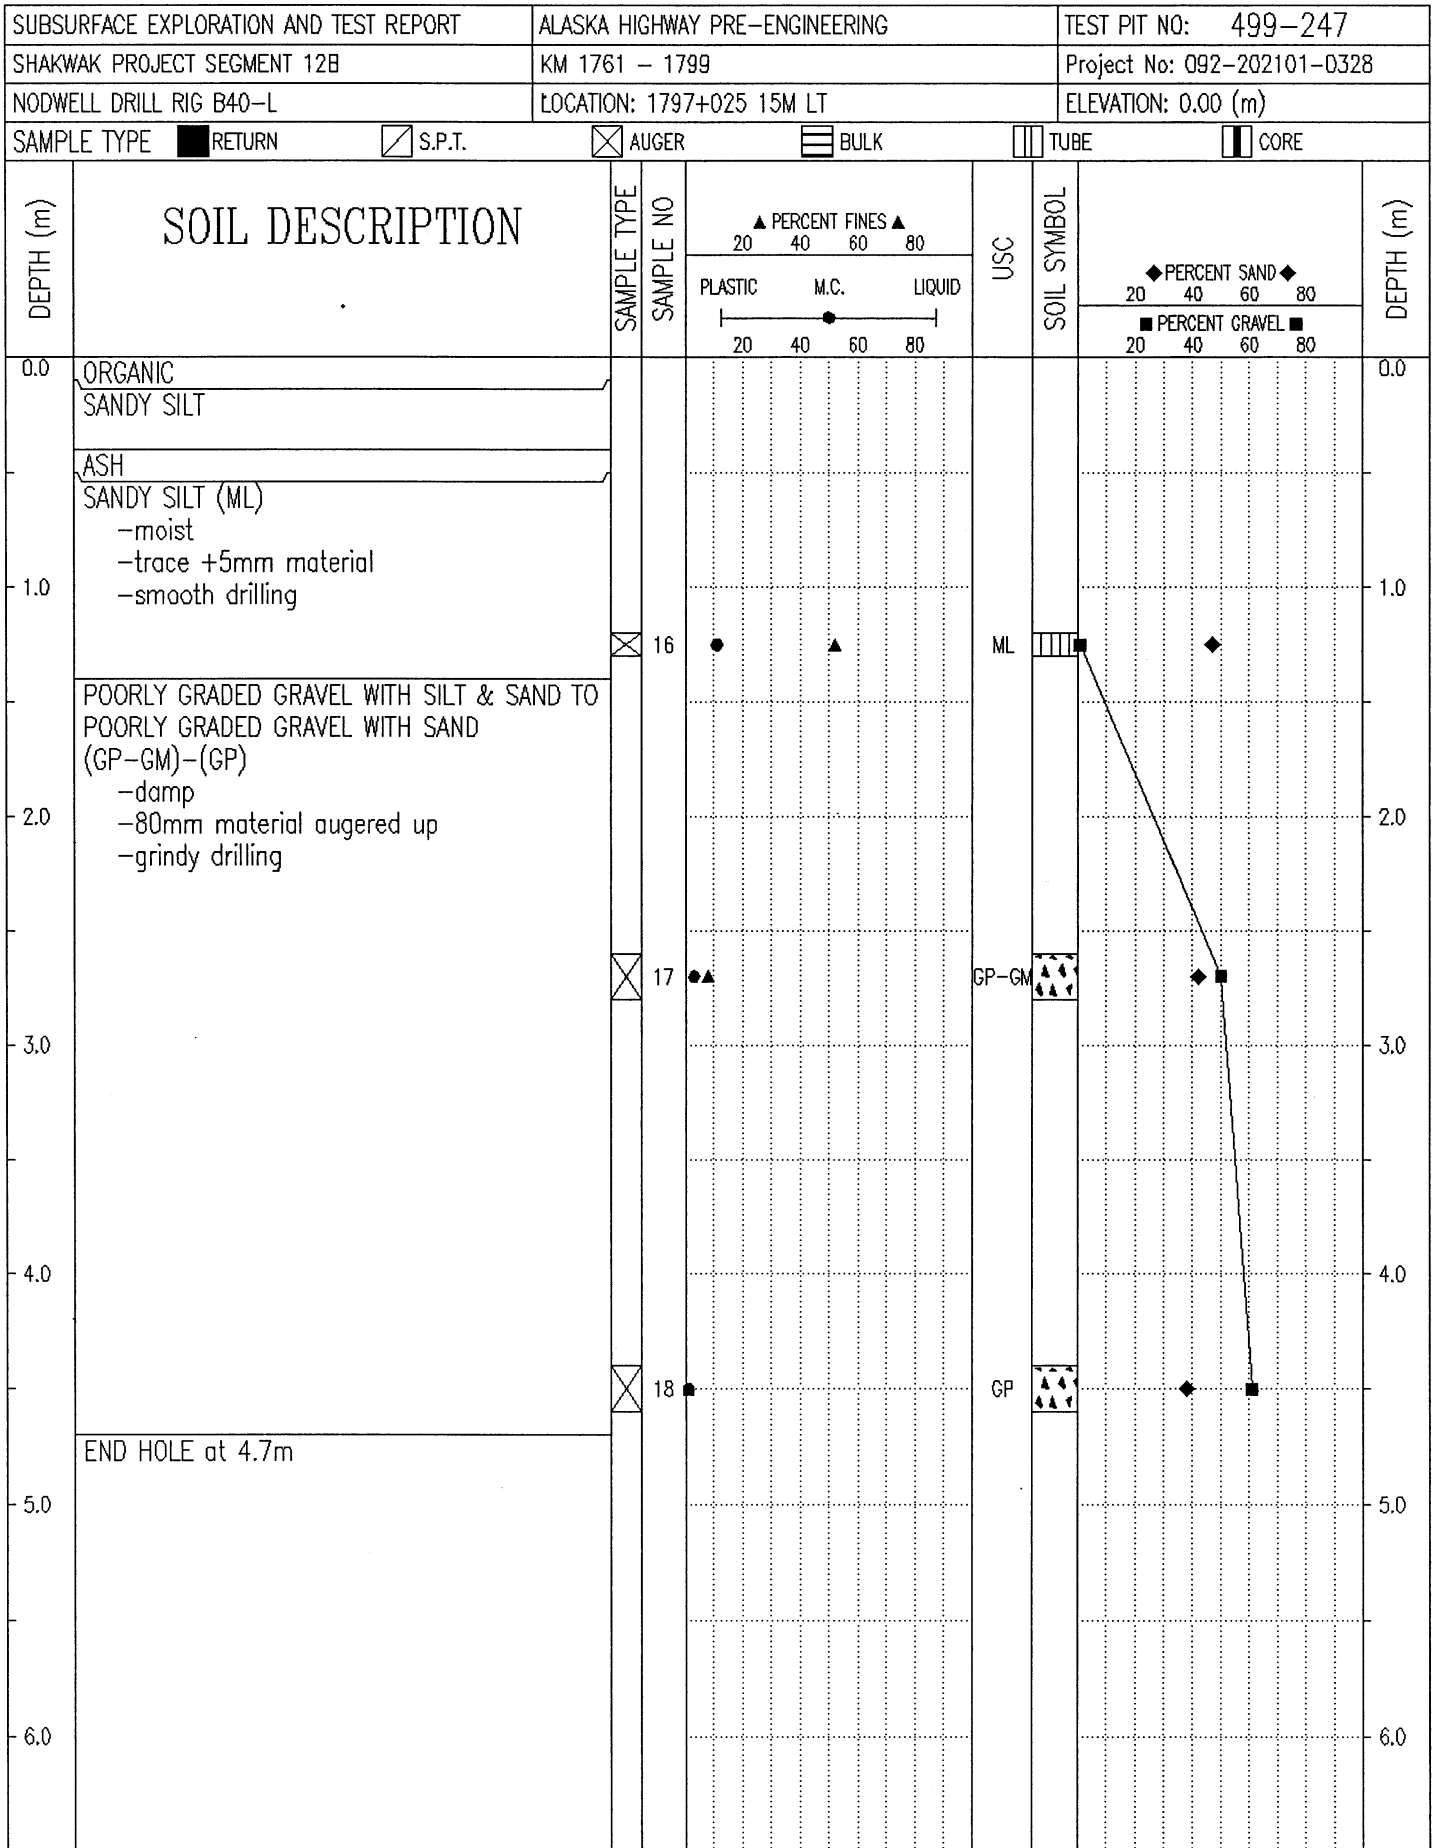 SUBSURFACE EXPLORATION AND TEST REPORT
ALASKA HIGHWAY PRE-ENGINEERING
TEST PIT NO: 499-247
SHAKWAK PROJECT SEGMENT 12B
KM 1761 - 1799
Project No: 092-202101-0328
NODWELL DRILL RIG B40-L
LOCATION: 1797+025 15M LT
ELEVATION: 0.00 (m)
SAMPLE TYPE RETURN S.P.T. AUGER BULK TUBE CORE
DEPTH (m)
SOIL DESCRIPTION
SAMPLE TYPE
SAMPLE NO
▲ PERCENT FINES ▲
20 40 60 80
PLASTIC M.C. LIQUID
20 40 60 80
USC
SOIL SYMBOL
◆ PERCENT SAND ◆
20 40 60 80
■ PERCENT GRAVEL ■
20 40 60 80
DEPTH (m)
0.0 ORGANIC 0.0
SANDY SILT
ASH
SANDY SILT (ML)
-moist
-trace +5mm material
1.0 -smooth drilling 1.0
16 ML
POORLY GRADED GRAVEL WITH SILT & SAND TO
POORLY GRADED GRAVEL WITH SAND
(GP-GM)-(GP)
-damp
2.0 -80mm material augered up 2.0
-grindy drilling
17 GP-GM
3.0 3.0
4.0 4.0
18 GP
END HOLE at 4.7m
5.0 5.0
6.0 6.0